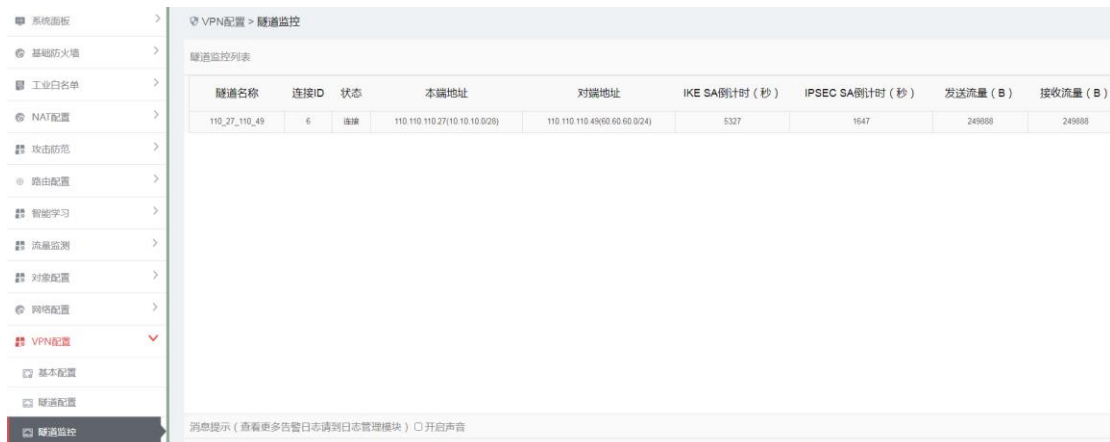 系统面板
基础防火墙
工业白名单
NAT配置
攻击防范
路由配置
智能学习
流量监测
对象配置
网络配置
VPN配置
基本配置
隧道配置
隧道监控
VPN配置 > 隧道监控
隧道监控列表
隧道名称 连接ID 状态 本端地址 对端地址 IKE SA倒计时（秒） IPSEC SA倒计时（秒） 发送流量（B） 接收流量（B）
110_27_110_49 6 连接 110.110.110.27(10.10.10.0/28) 110.110.110.49(60.60.60.0/24) 5327 1647 249888 249888
消息提示（查看更多告警日志请到日志管理模块） 开启声音